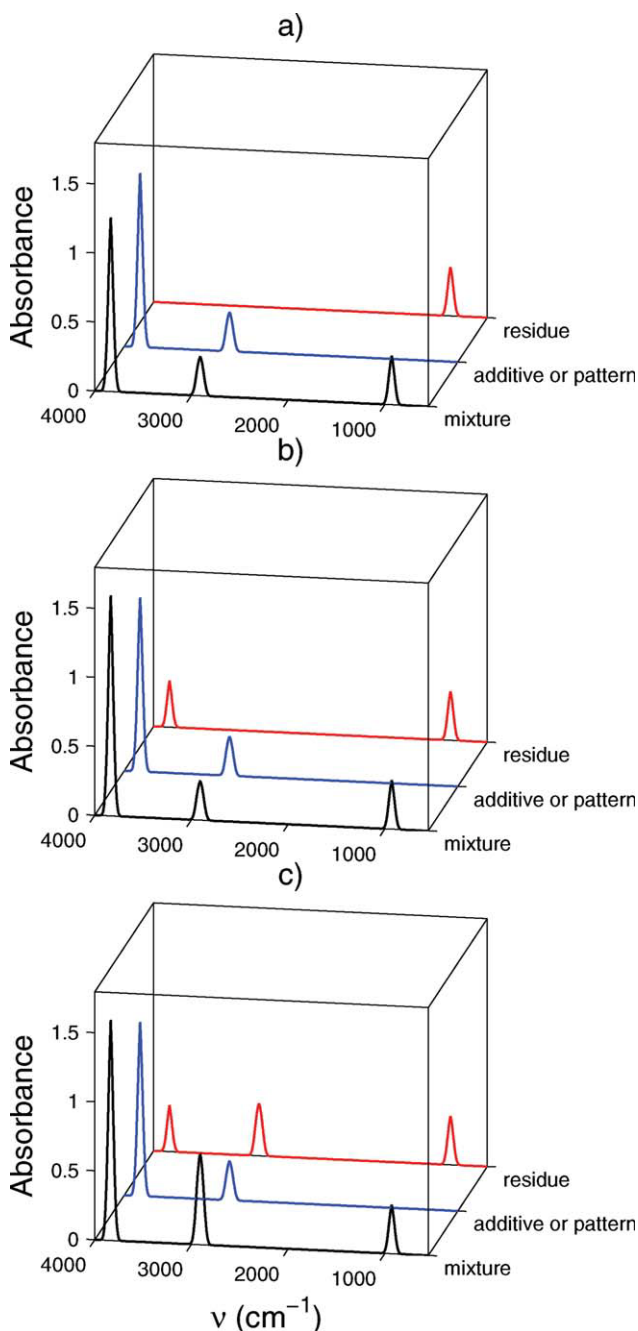 a)
Absorbance
1.5
1
0.5
0
4000 3000 2000 1000
residue
additive or pattern
mixture
b)
Absorbance
1.5
1
0.5
0
4000 3000 2000 1000
residue
additive or pattern
mixture
c)
Absorbance
1.5
1
0.5
0
4000 3000 2000 1000
residue
additive or pattern
mixture
ν (cm⁻¹)